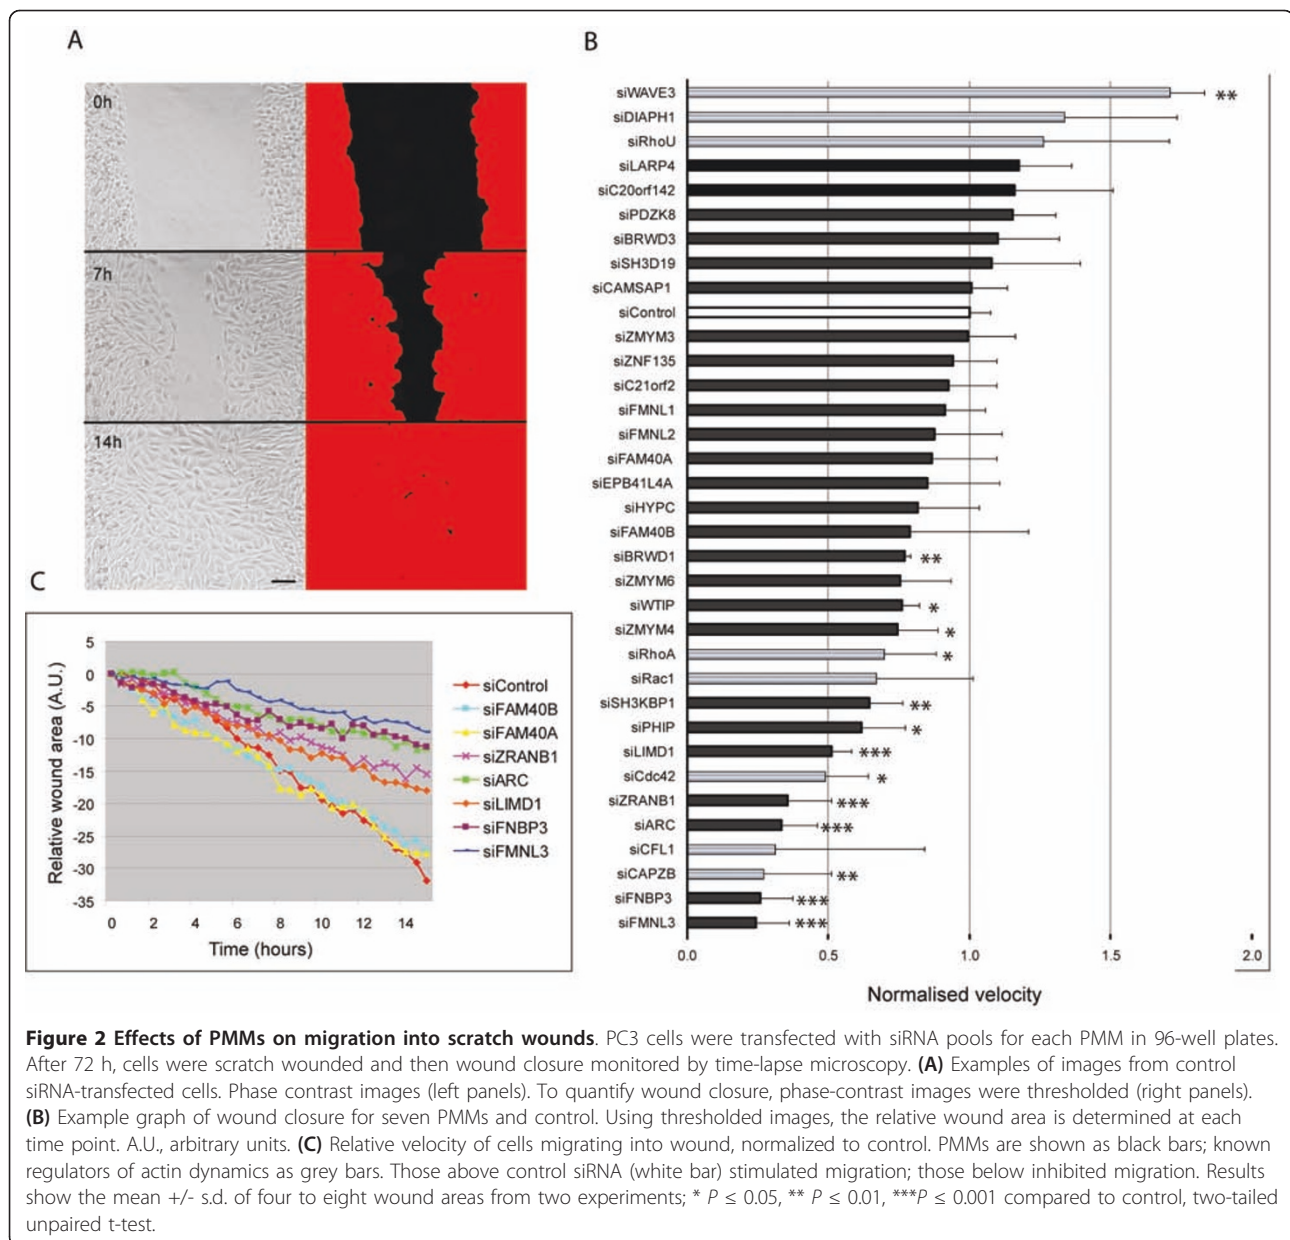 A
0h
7h
14h
B
siWAVE3 **
siDIAPH1
siRhoU
siLARP4
siC20orf142
siPDZK8
siBRWD3
siSH3D19
siCAMSAP1
siControl
siZMYM3
siZNF135
siC21orf2
siFMNL1
siFMNL2
siFAM40A
siEPB41L4A
siHYPC
siFAM40B
siBRWD1 **
siZMYM6
siWTIP *
siZMYM4 *
siRhoA *
siRac1
siSH3KBP1 **
siPHIP *
siLIMD1 ***
siCdc42 *
siZRANB1 ***
siARC ***
siCFL1
siCAPZB **
siFNBP3 ***
siFMNL3 ***
0.0 0.5 1.0 1.5 2.0
Normalised velocity
C
Relative wound area (A.U.)
5
0
-5
-10
-15
-20
-25
-30
-35
0 2 4 6 8 10 12 14
Time (hours)
siControl
siFAM40B
siFAM40A
siZRANB1
siARC
siLIMD1
siFNBP3
siFMNL3
Figure 2 Effects of PMMs on migration into scratch wounds. PC3 cells were transfected with siRNA pools for each PMM in 96-well plates.
After 72 h, cells were scratch wounded and then wound closure monitored by time-lapse microscopy. (A) Examples of images from control
siRNA-transfected cells. Phase contrast images (left panels). To quantify wound closure, phase-contrast images were thresholded (right panels).
(B) Example graph of wound closure for seven PMMs and control. Using thresholded images, the relative wound area is determined at each
time point. A.U., arbitrary units. (C) Relative velocity of cells migrating into wound, normalized to control. PMMs are shown as black bars; known
regulators of actin dynamics as grey bars. Those above control siRNA (white bar) stimulated migration; those below inhibited migration. Results
show the mean +/- s.d. of four to eight wound areas from two experiments; * P ≤ 0.05, ** P ≤ 0.01, ***P ≤ 0.001 compared to control, two-tailed
unpaired t-test.